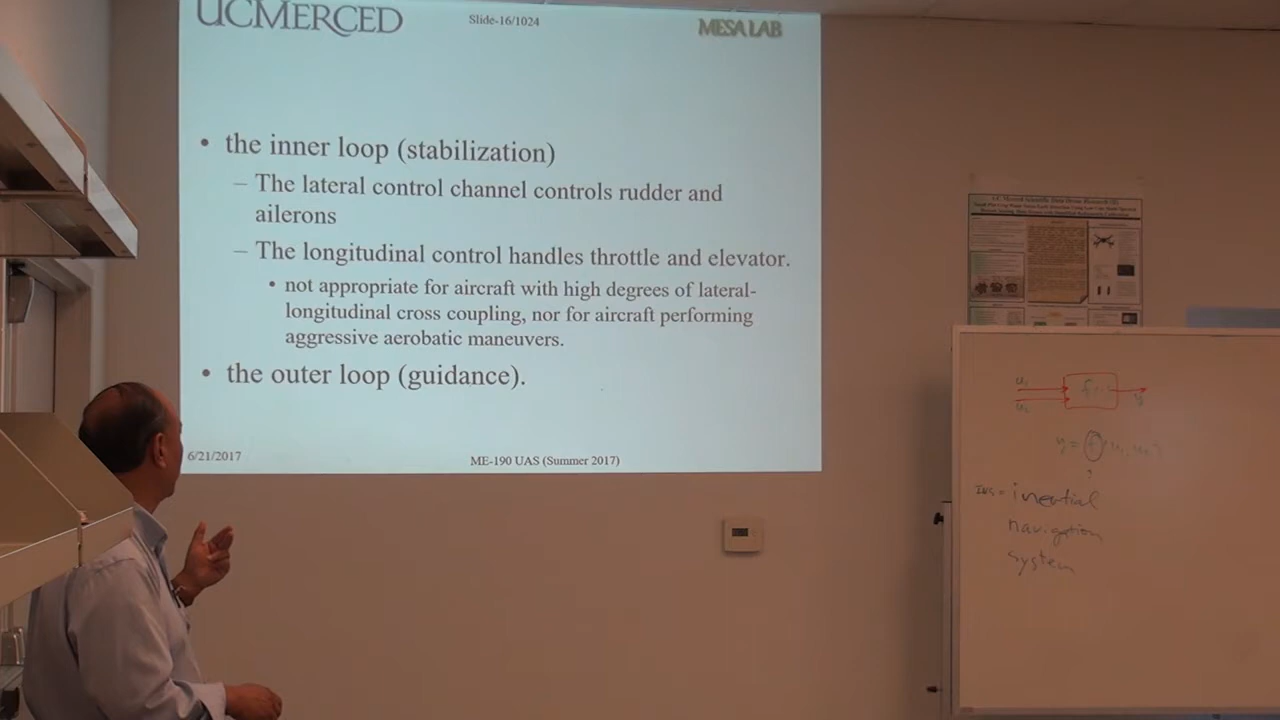 UCMERCED
Slide-16/1024
MESA LAB
• the inner loop (stabilization)
– The lateral control channel controls rudder and
ailerons
– The longitudinal control handles throttle and elevator.
• not appropriate for aircraft with high degrees of lateral-
longitudinal cross coupling, nor for aircraft performing
aggressive aerobatic maneuvers.
• the outer loop (guidance).
6/21/2017
ME-190 UAS (Summer 2017)
u₁
u₂
y
INS = inertial
navigation
system